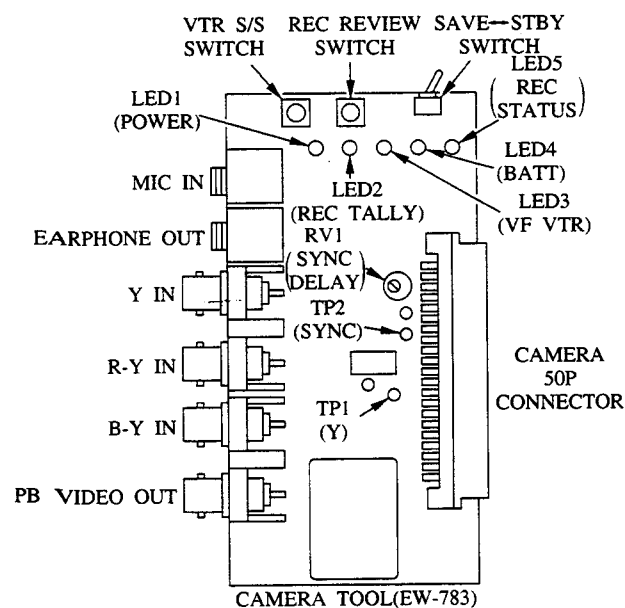 VTR S/S
SWITCH
REC REVIEW
SWITCH
SAVE↔STBY
SWITCH
LED5
(REC
STATUS)
LED1
(POWER)
LED4
(BATT)
MIC IN
LED2
(REC TALLY)
LED3
(VF VTR)
EARPHONE OUT
RV1
(SYNC
DELAY)
Y IN
TP2
(SYNC)
R-Y IN
CAMERA
50P
CONNECTOR
TP1
(Y)
B-Y IN
PB VIDEO OUT
CAMERA TOOL(EW-783)